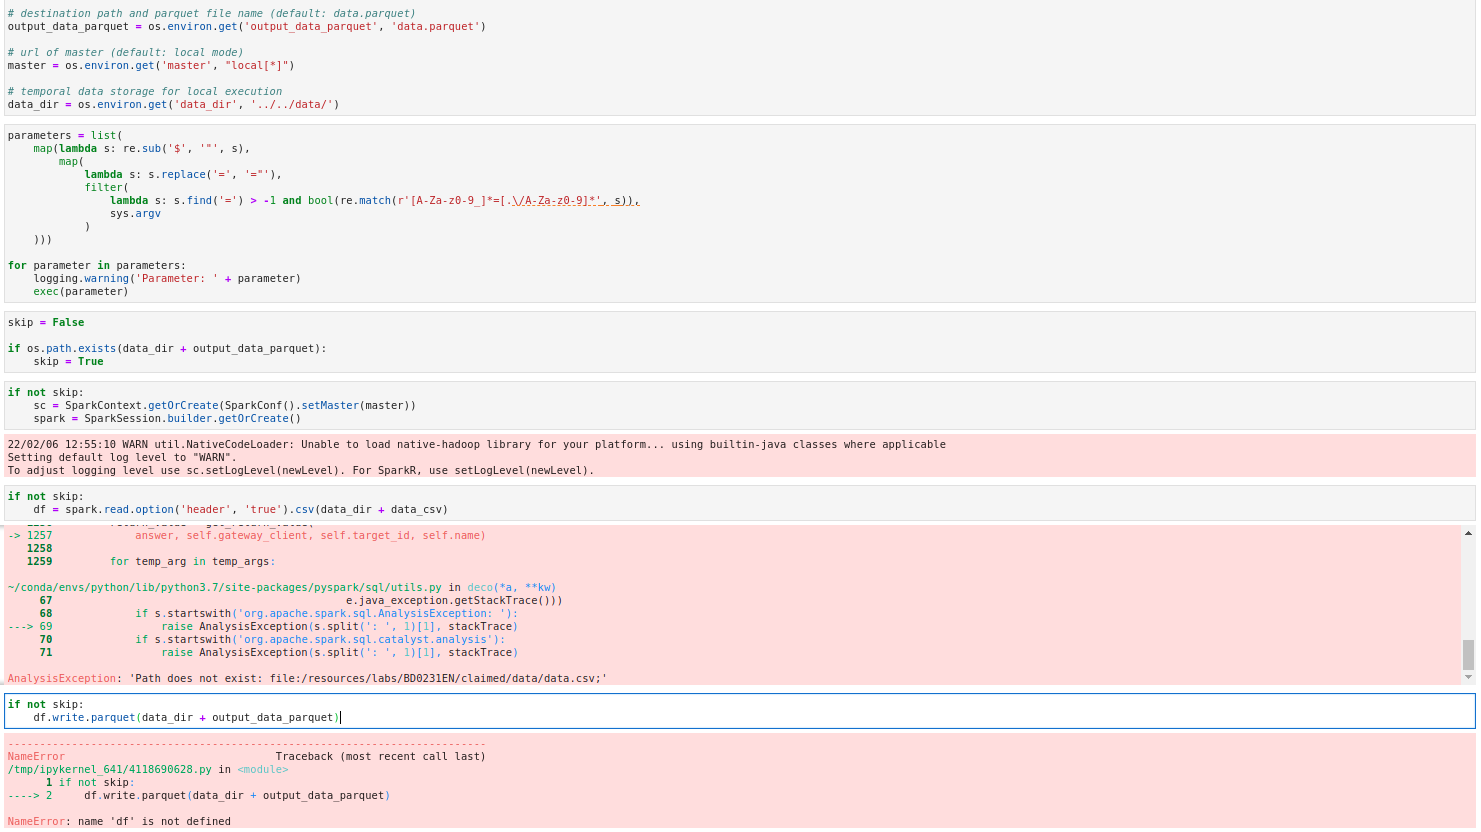 # destination path and parquet file name (default: data.parquet)
output_data_parquet = os.environ.get('output_data_parquet', 'data.parquet')
# url of master (default: local mode)
master = os.environ.get('master', "local[*]")
# temporal data storage for local execution
data_dir = os.environ.get('data_dir', '../../data/')
parameters = list(
    map(lambda s: re.sub('$', '"', s),
        map(
            lambda s: s.replace('=', '="'),
            filter(
                lambda s: s.find('=') > -1 and bool(re.match(r'[A-Za-z0-9_]*=[.\/A-Za-z0-9]*', s)),
                sys.argv
            )
    )))
for parameter in parameters:
    logging.warning('Parameter: ' + parameter)
    exec(parameter)
skip = False
if os.path.exists(data_dir + output_data_parquet):
    skip = True
if not skip:
    sc = SparkContext.getOrCreate(SparkConf().setMaster(master))
    spark = SparkSession.builder.getOrCreate()
22/02/06 12:55:10 WARN util.NativeCodeLoader: Unable to load native-hadoop library for your platform... using builtin-java classes where applicable
Setting default log level to "WARN".
To adjust logging level use sc.setLogLevel(newLevel). For SparkR, use setLogLevel(newLevel).
if not skip:
    df = spark.read.option('header', 'true').csv(data_dir + data_csv)
-> 1257             answer, self.gateway_client, self.target_id, self.name)
   1258
   1259         for temp_arg in temp_args:
~/conda/envs/python/lib/python3.7/site-packages/pyspark/sql/utils.py in deco(*a, **kw)
     67                                              e.java_exception.getStackTrace()))
     68             if s.startswith('org.apache.spark.sql.AnalysisException: '):
---> 69                 raise AnalysisException(s.split(': ', 1)[1], stackTrace)
     70             if s.startswith('org.apache.spark.sql.catalyst.analysis'):
     71                 raise AnalysisException(s.split(': ', 1)[1], stackTrace)
AnalysisException: 'Path does not exist: file:/resources/labs/BD0231EN/claimed/data/data.csv;'
if not skip:
    df.write.parquet(data_dir + output_data_parquet)
---------------------------------------------------------------------------
NameError                                 Traceback (most recent call last)
/tmp/ipykernel_641/4118690628.py in <module>
      1 if not skip:
----> 2     df.write.parquet(data_dir + output_data_parquet)
NameError: name 'df' is not defined